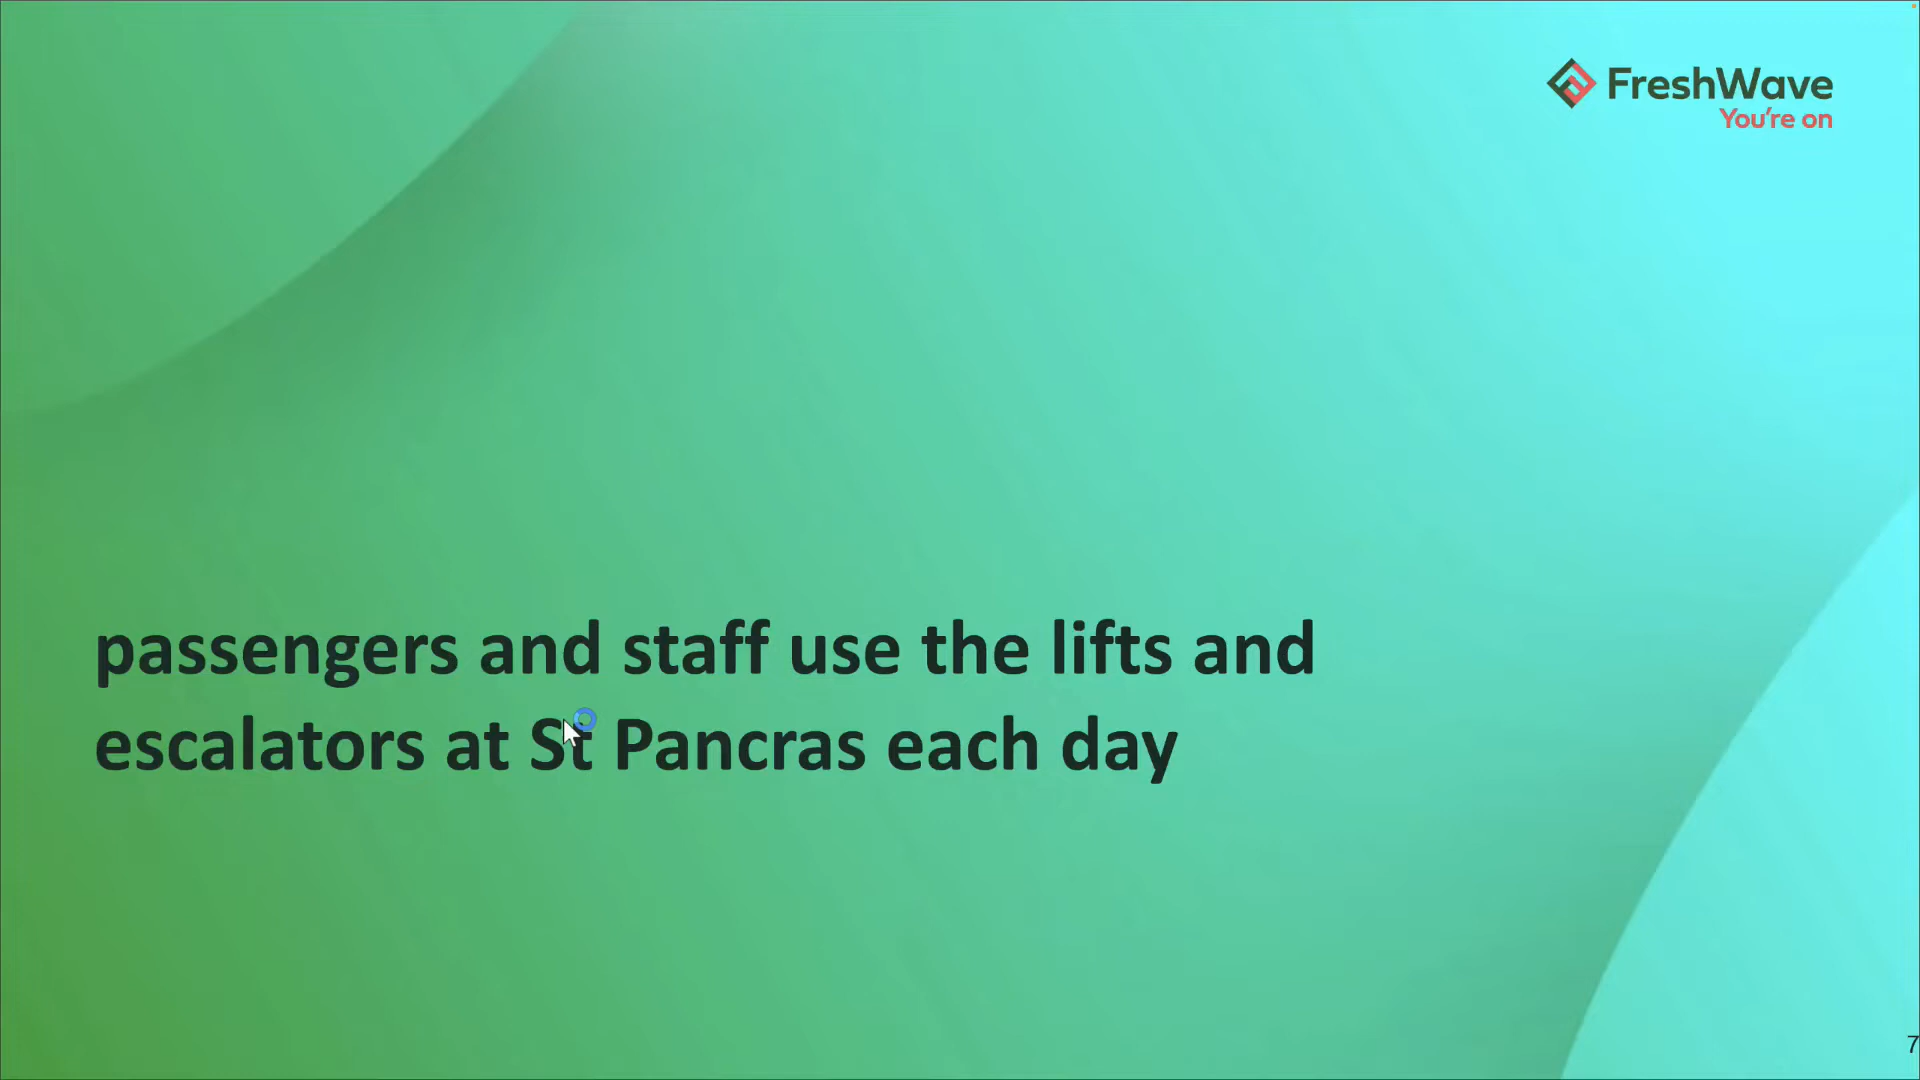 FreshWave
You're on
passengers and staff use the lifts and
escalators at St Pancras each day
7